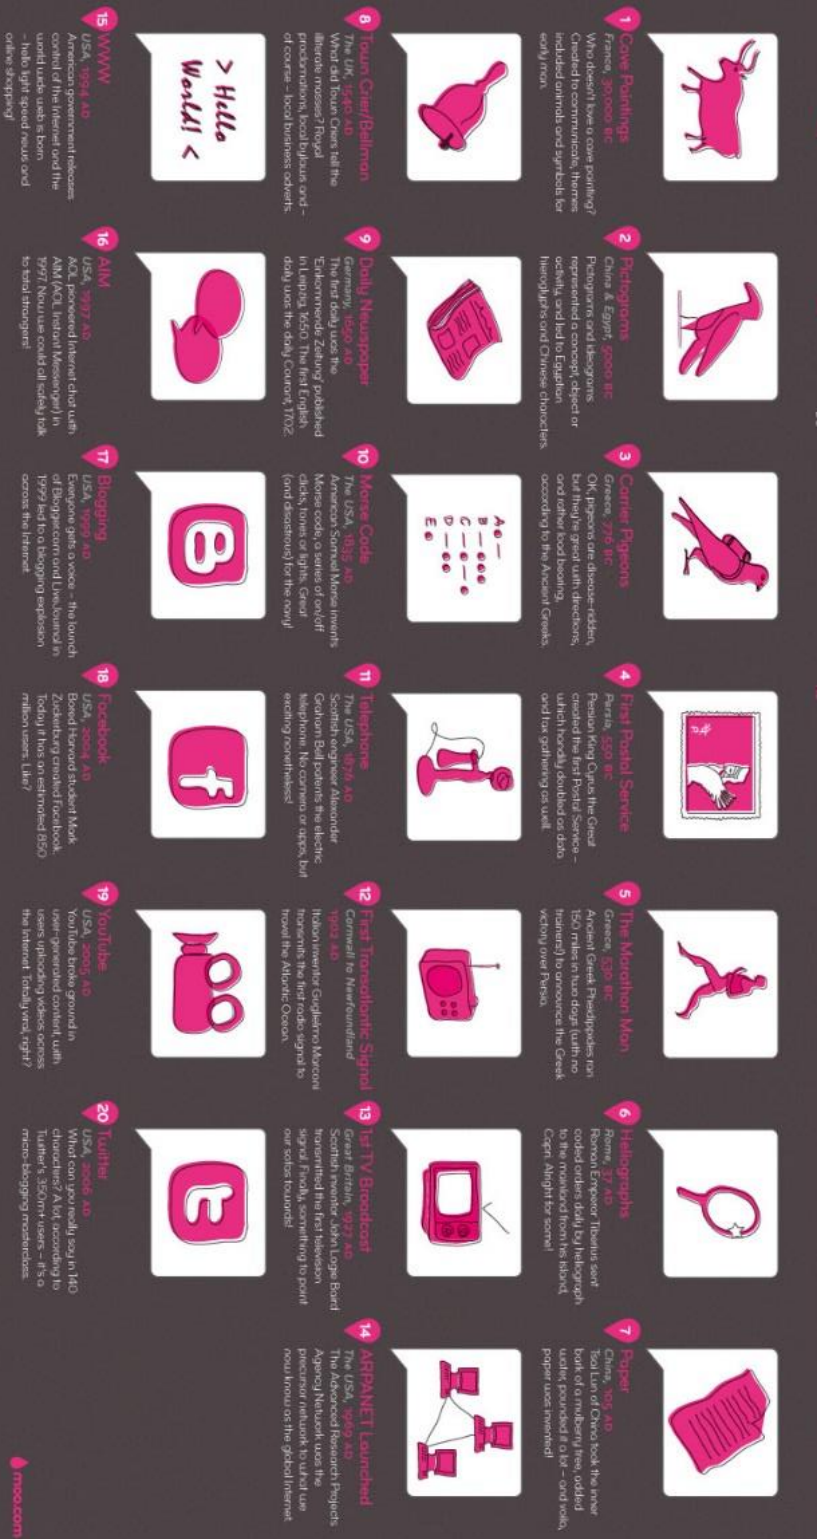 1 Cave Paintings
France, 30,000 BC
Who doesn't love a cave painting?
Created to communicate, themes
included animals and symbols for
early man.
2 Pictograms
China & Egypt, 5000 BC
Pictograms and ideograms
represented a concept, object or
activity, and led to Egyptian
hieroglyphs and Chinese characters.
3 Carrier Pigeons
Greece, 776 BC
OK, pigeons are disease-ridden,
but they're great with directions,
and rather load bearing,
according to the Ancient Greeks.
4 First Postal Service
Persia, 550 BC
Persian King Cyrus the Great
created the first Postal Service –
which handily doubled as data
and tax gathering as well.
5 The Marathon Man
Greece, 530 BC
Ancient Greek Pheidippides ran
150 miles in two days (with no
trainers!) to announce the Greek
victory over Persia.
6 Heliographs
Rome, 37 AD
Roman Emperor Tiberius sent
coded orders daily by heliograph
to the mainland from his island,
Capri. Alright for some!
7 Paper
China, 105 AD
Tsai Lun of China took the inner
bark of a mulberry tree, added
water, pounded it a lot – and voila,
paper was invented!
8 Town Crier/Bellman
The UK, 1540 AD
What did Town Criers tell the
illiterate masses? Royal
proclamations, local bylaws and –
of course – local business adverts.
9 Daily Newspaper
Germany, 1650 AD
The first daily was the
'Einkommende Zeitung' published
in Leipzig, 1650. The first English
daily was the daily Courant, 1702.
A
B
C
D
E
10 Morse Code
The USA, 1835 AD
American Samuel Morse invents
Morse code, a series of on/off
clicks, tones or lights. Great
(and disastrous) for the navy!
11 Telephone
The USA, 1876 AD
Scottish engineer Alexander
Graham Bell patents the electric
telephone. No camera or apps, but
exciting nonetheless!
12 First Transatlantic Signal
Cornwall to Newfoundland
1902 AD
Italian inventor Guglielmo Marconi
transmits the first radio signal to
travel the Atlantic Ocean.
13 1st TV Broadcast
Great Britain, 1927 AD
Scottish inventor John Logie Baird
transmitted the first television
signal. Finally, something to point
our sofas towards!
14 ARPANET Launched
The USA, 1969 AD
The Advanced Research Projects
Agency Network was the
precursor network to what we
now know as the global Internet.
> Hello
World! <
15 WWW
USA, 1994 AD
American government releases
control of the Internet and the
world wide web is born
– hello light speed news and
online shopping!
16 AIM
USA, 1997 AD
AOL pioneered Internet chat with
AIM (AOL Instant Messenger) in
1997. Now we could all safely talk
to total strangers!
B
17 Blogging
USA, 1999 AD
Everyone gets a voice – the launch
of Blogger.com and LiveJournal in
1999 led to a blogging explosion
across the Internet.
f
18 Facebook
USA, 2004 AD
Bored Harvard student Mark
Zuckerburg created Facebook.
Today it has an estimated 850
million users. Like?
19 YouTube
USA, 2005 AD
YouTube broke ground in
user-generated content, with
users uploading videos across
the Internet. Totally viral, right?
t
20 Twitter
USA, 2006 AD
What can you really say in 140
characters? A lot, according to
Twitter's 350m+ users – it's a
micro-blogging masterclass.
moo.com